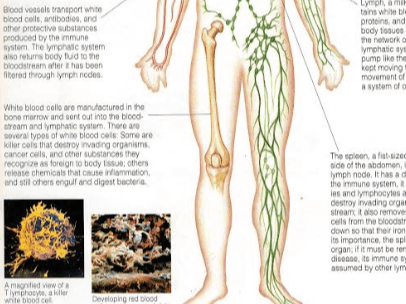 Blood vessels transport white
blood cells, antibodies, and
other protective substances
produced by the immune
system. The lymphatic system
also returns body fluid to the
bloodstream after it has been
filtered through lymph nodes.
White blood cells are manufactured in the
bone marrow and sent out into the blood-
stream and lymphatic system. There are
several types of white blood cells: Some are
killer cells that destroy invading organisms,
cancer cells, and other substances they
recognize as foreign to body tissue; others
release chemicals that cause inflammation,
and still others engulf and digest bacteria.
A magnified view of a
T lymphocyte, a killer
white blood cell.
Developing red blood
Lymph, a milk
tains white blo
proteins, and
body tissues
the network o
lymphatic sys
pump like the
kept moving t
movement of
a system of o
The spleen, a fist-sized
side of the abdomen, i
lymph node. It has a d
the immune system, it
ies and lymphocytes a
destroy invading organ
stream; it also remove
cells from the bloodstr
down so that their iron
its importance, the spl
organ; if it must be re
disease, its immune sy
assumed by other lym